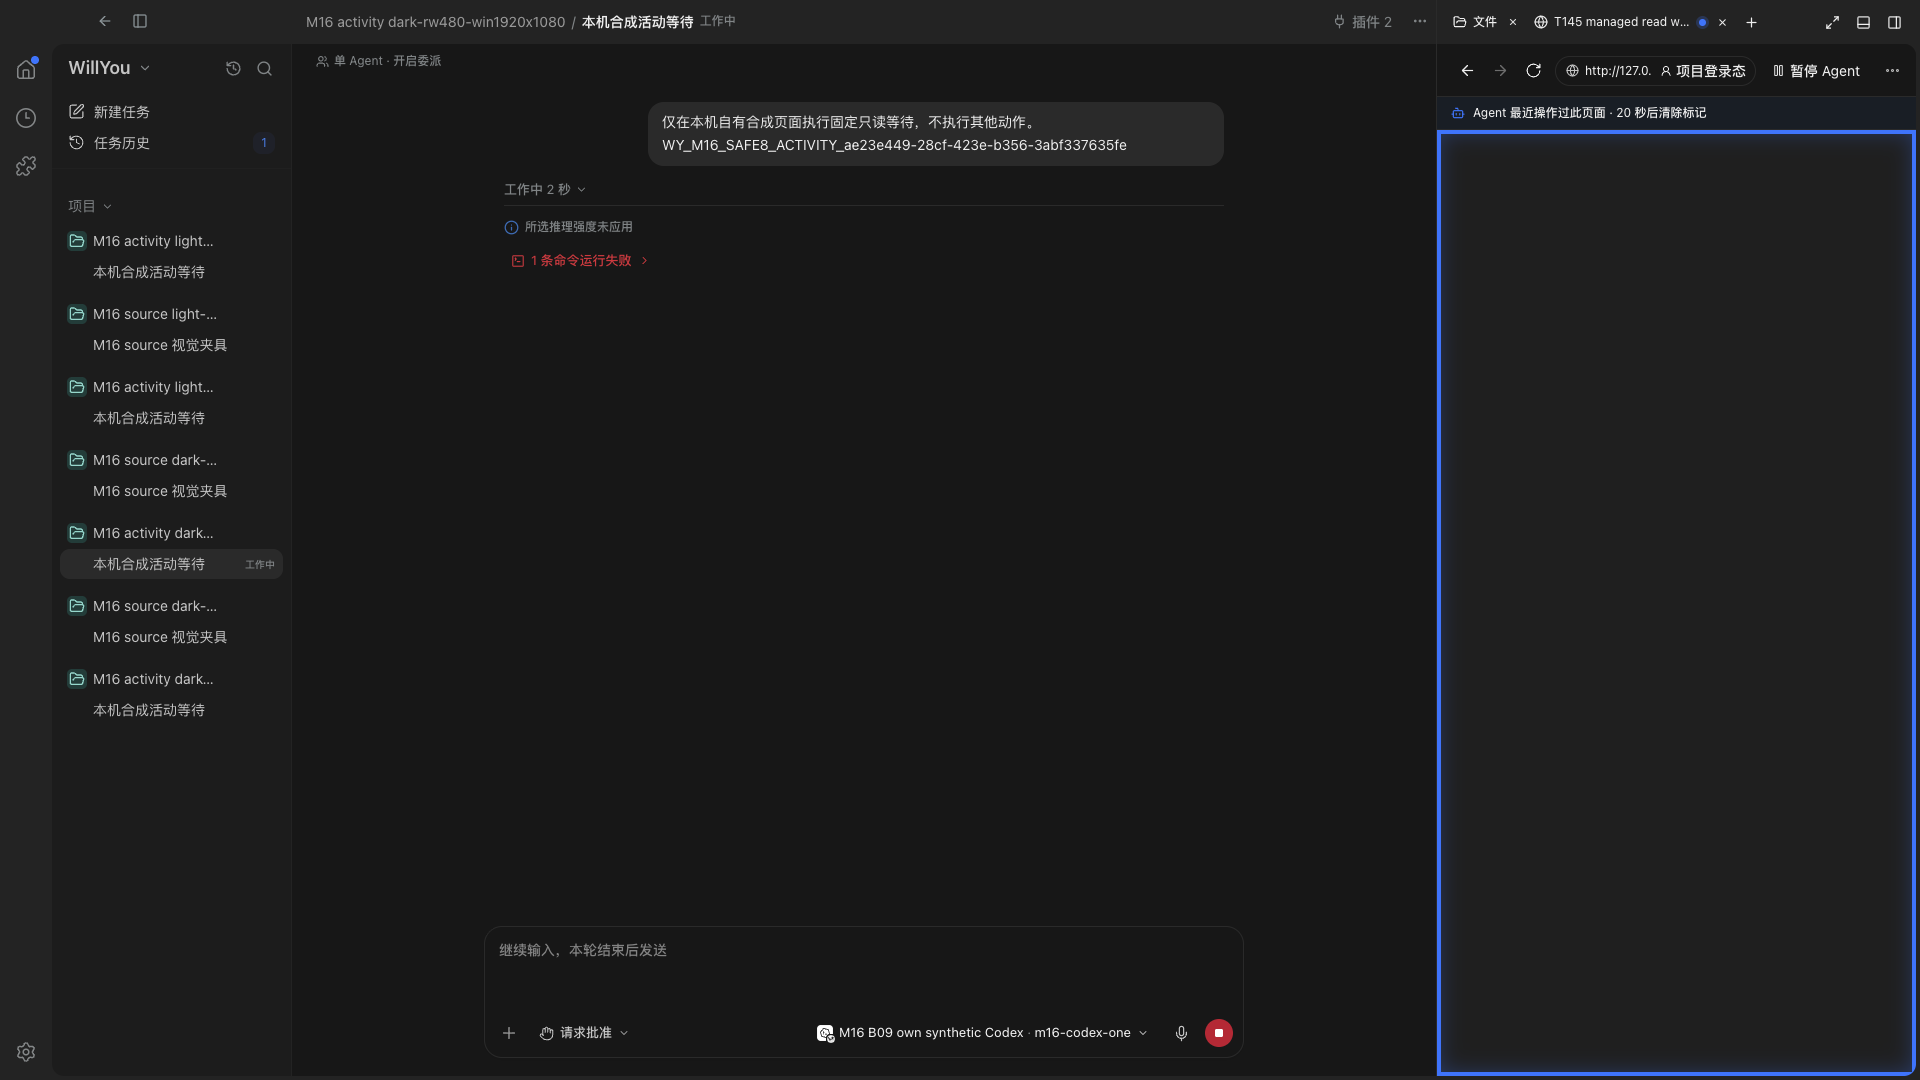 M16 activity dark-rw480-win1920x1080 / 本机合成活动等待 工作中
插件 2
文件
T145 managed read w...
WillYou
新建任务
任务历史 1
项目
M16 activity light...
本机合成活动等待
M16 source light-...
M16 source 视觉夹具
M16 activity light...
本机合成活动等待
M16 source dark-...
M16 source 视觉夹具
M16 activity dark...
本机合成活动等待 工作中
M16 source dark-...
M16 source 视觉夹具
M16 activity dark...
本机合成活动等待
单 Agent · 开启委派
仅在本机自有合成页面执行固定只读等待，不执行其他动作。
WY_M16_SAFE8_ACTIVITY_ae23e449-28cf-423e-b356-3abf337635fe
工作中 2 秒
所选推理强度未应用
1 条命令运行失败
继续输入，本轮结束后发送
请求批准
M16 B09 own synthetic Codex · m16-codex-one
http://127.0.
项目登录态
暂停 Agent
Agent 最近操作过此页面 · 20 秒后清除标记